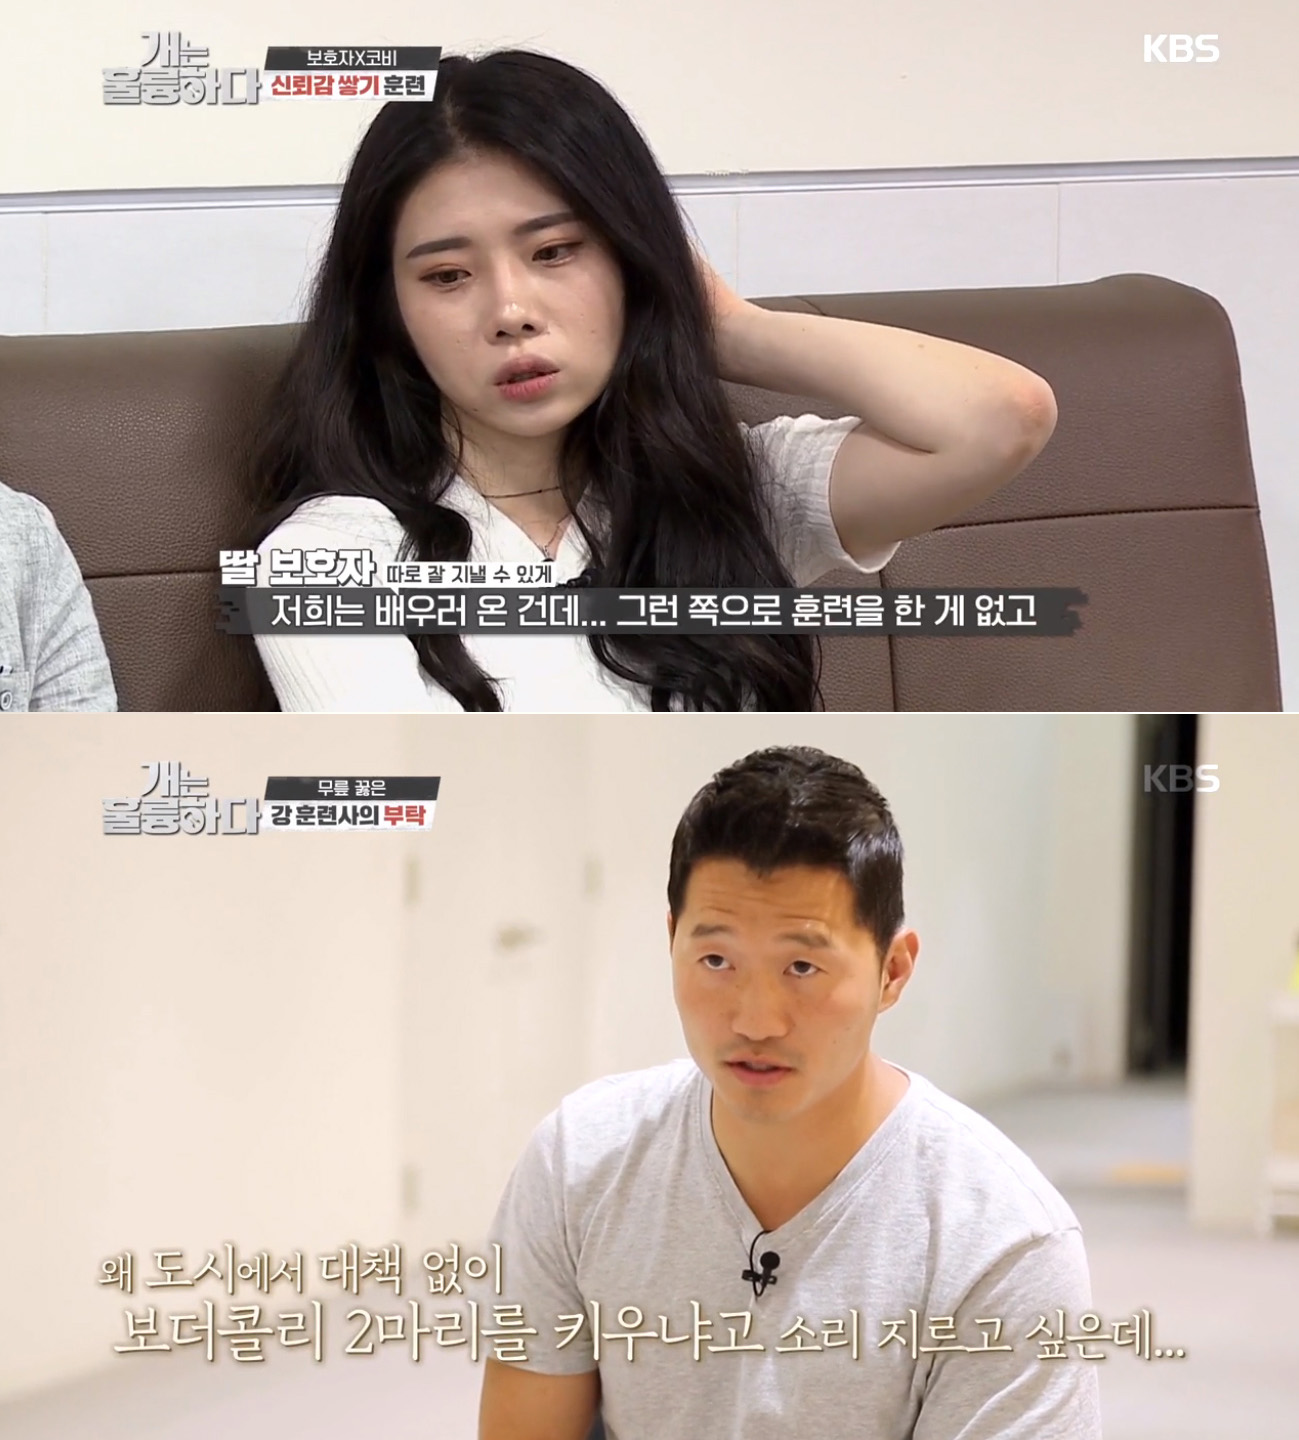 개는
훌륭하다
보호자X코비
신뢰감 쌓기 훈련
KBS
딸 보호자 따로 잘 지낼 수 있게
저희는 배우러 온 건데... 그런 쪽으로 훈련을 한 게 없고
개는
훌륭하다
무릎 꿇은
강 훈련사의 부탁
KBS
왜 도시에서 대책 없이
보더콜리 2마리를 키우냐고 소리 지르고 싶은데...